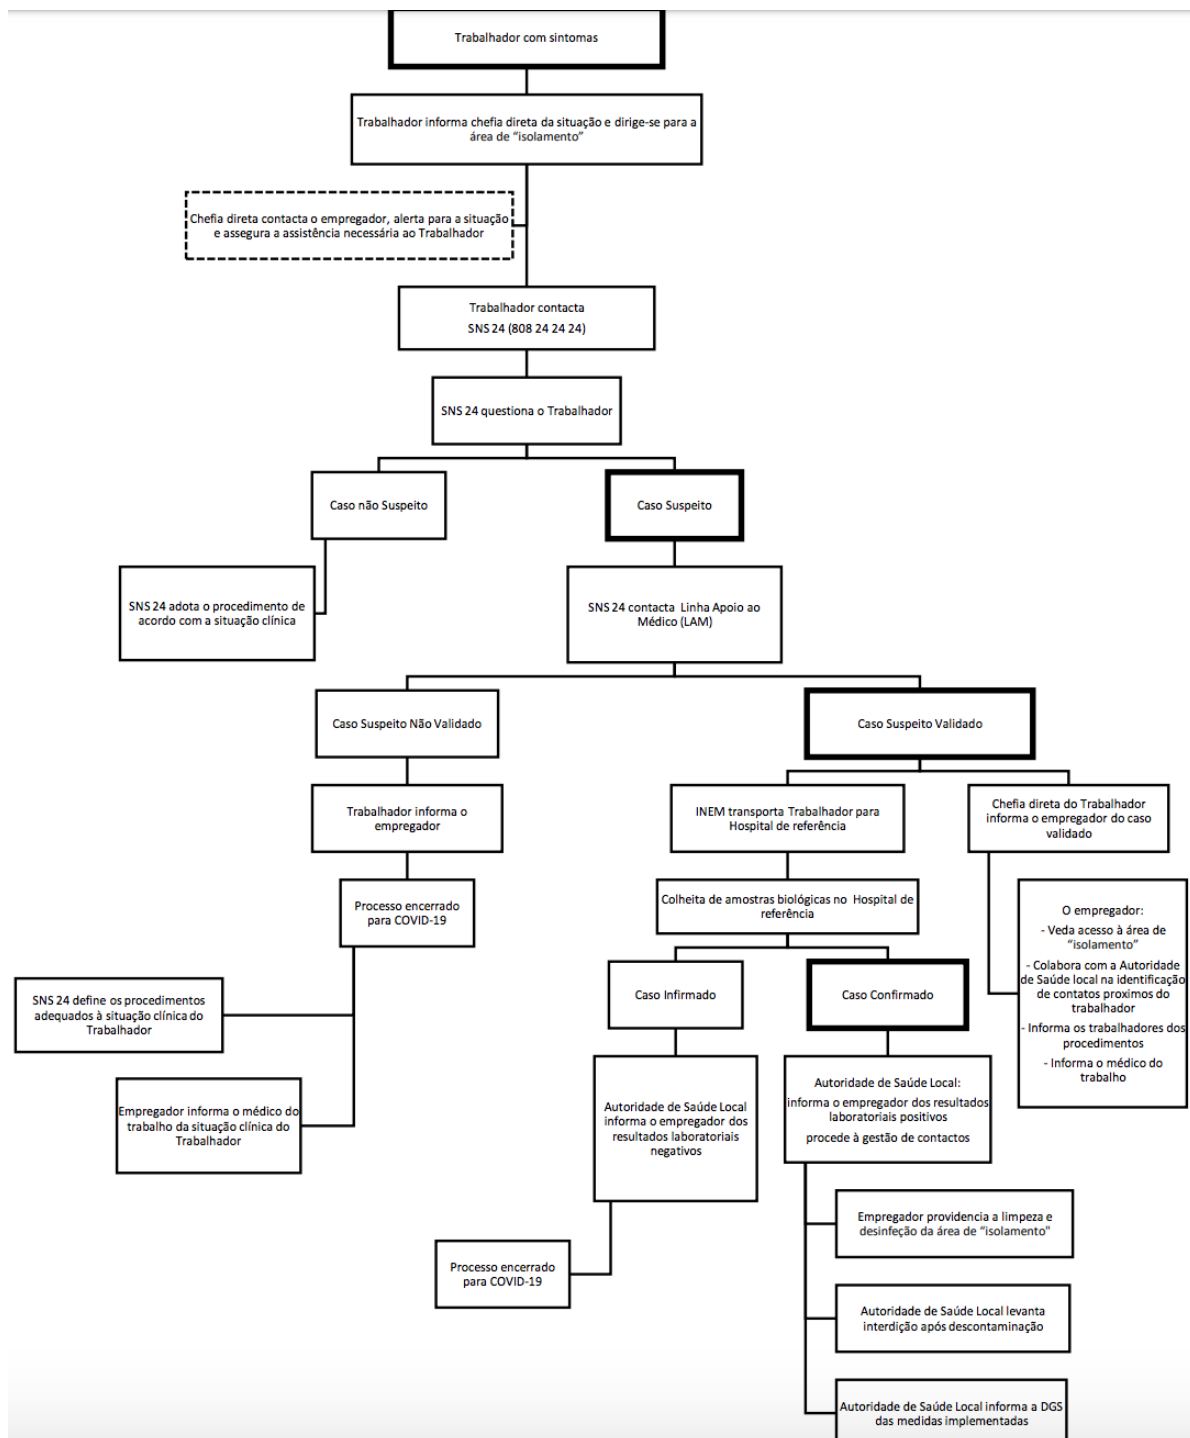 Trabalhador com sintomas
Trabalhador informa chefia direta da situação e dirige-se para a
área de “isolamento”
Chefia direta contacta o empregador, alerta para a situação
e assegura a assistência necessária ao Trabalhador
Trabalhador contacta
SNS 24 (808 24 24 24)
SNS 24 questiona o Trabalhador
Caso não Suspeito
Caso Suspeito
SNS 24 adota o procedimento de
acordo com a situação clínica
SNS 24 contacta Linha Apoio ao
Médico (LAM)
Caso Suspeito Não Validado
Caso Suspeito Validado
Trabalhador informa o
empregador
INEM transporta Trabalhador para
Hospital de referência
Chefia direta do Trabalhador
informa o empregador do caso
validado
Processo encerrado
para COVID-19
Colheita de amostras biológicas no Hospital de
referência
O empregador:
- Veda acesso à área de
“isolamento”
- Colabora com a Autoridade
de Saúde local na identificação
de contatos proximos do
trabalhador
- Informa os trabalhadores dos
procedimentos
- Informa o médico do
trabalho
SNS 24 define os procedimentos
adequados à situação clínica do
Trabalhador
Caso Infirmado
Caso Confirmado
Empregador informa o médico do
trabalho da situação clínica do
Trabalhador
Autoridade de Saúde Local
informa o empregador dos
resultados laboratoriais
negativos
Autoridade de Saúde Local:
informa o empregador dos resultados
laboratoriais positivos
procede à gestão de contactos
Processo encerrado
para COVID-19
Empregador providencia a limpeza e
desinfeção da área de “isolamento"
Autoridade de Saúde Local levanta
interdição após descontaminação
Autoridade de Saúde Local informa a DGS
das medidas implementadas